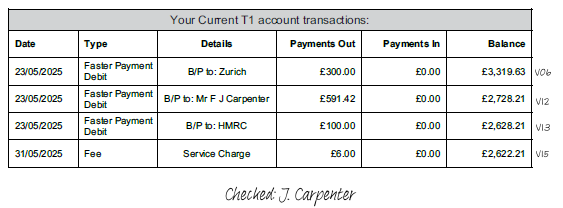 Your Current T1 account transactions:
Date Type Details Payments Out Payments In Balance
23/05/2025 Faster Payment Debit B/P to: Zurich £300.00 £0.00 £3,319.63 V06
23/05/2025 Faster Payment Debit B/P to: Mr F J Carpenter £591.42 £0.00 £2,728.21 V12
23/05/2025 Faster Payment Debit B/P to: HMRC £100.00 £0.00 £2,628.21 V13
31/05/2025 Fee Service Charge £6.00 £0.00 £2,622.21 V15
Checked: J. Carpenter